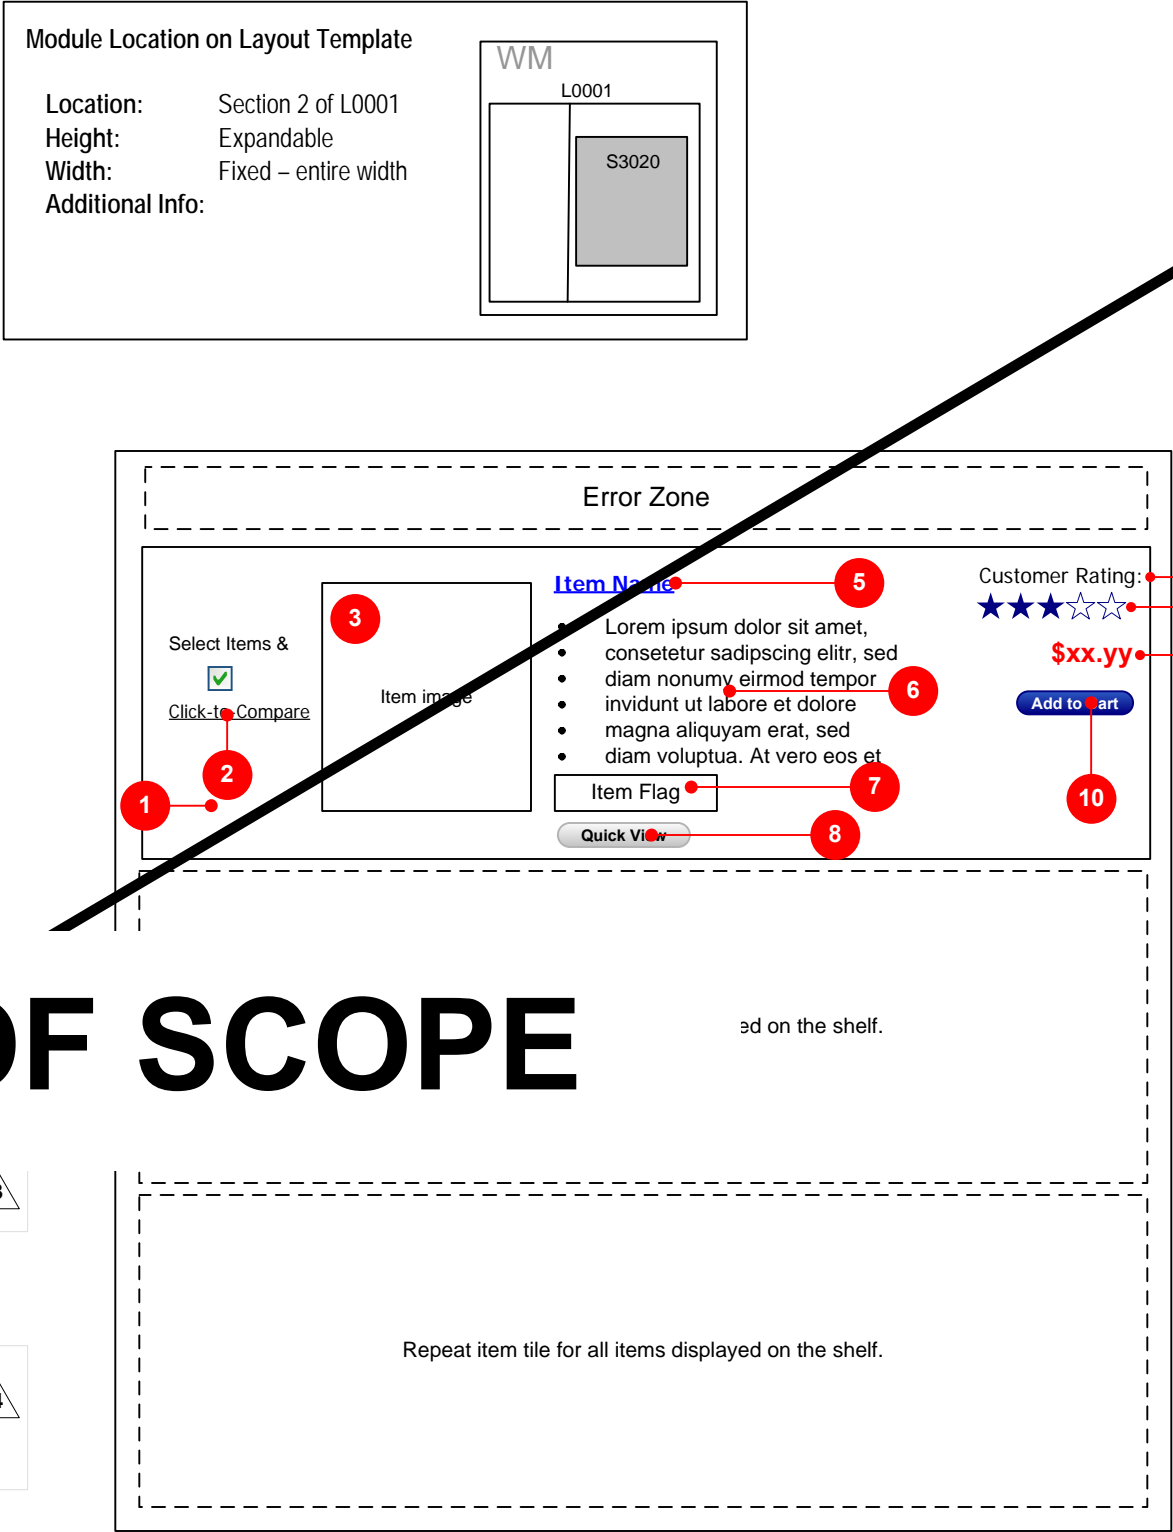 Module Location on Layout Template
Location: Section 2 of L0001
Height: Expandable
Width: Fixed – entire width
Additional Info:
WM
L0001
S3020
Error Zone
Select Items &
Click-to-Compare
1
2
3
Item image
Item Name
5
Lorem ipsum dolor sit amet,
consetetur sadipscing elitr, sed
diam nonumy eirmod tempor
invidunt ut labore et dolore
magna aliquyam erat, sed
diam voluptua. At vero eos et
6
Item Flag
7
Quick View
8
Customer Rating:
$xx.yy
Add to Cart
10
OF SCOPE
ed on the shelf.
Repeat item tile for all items displayed on the shelf.